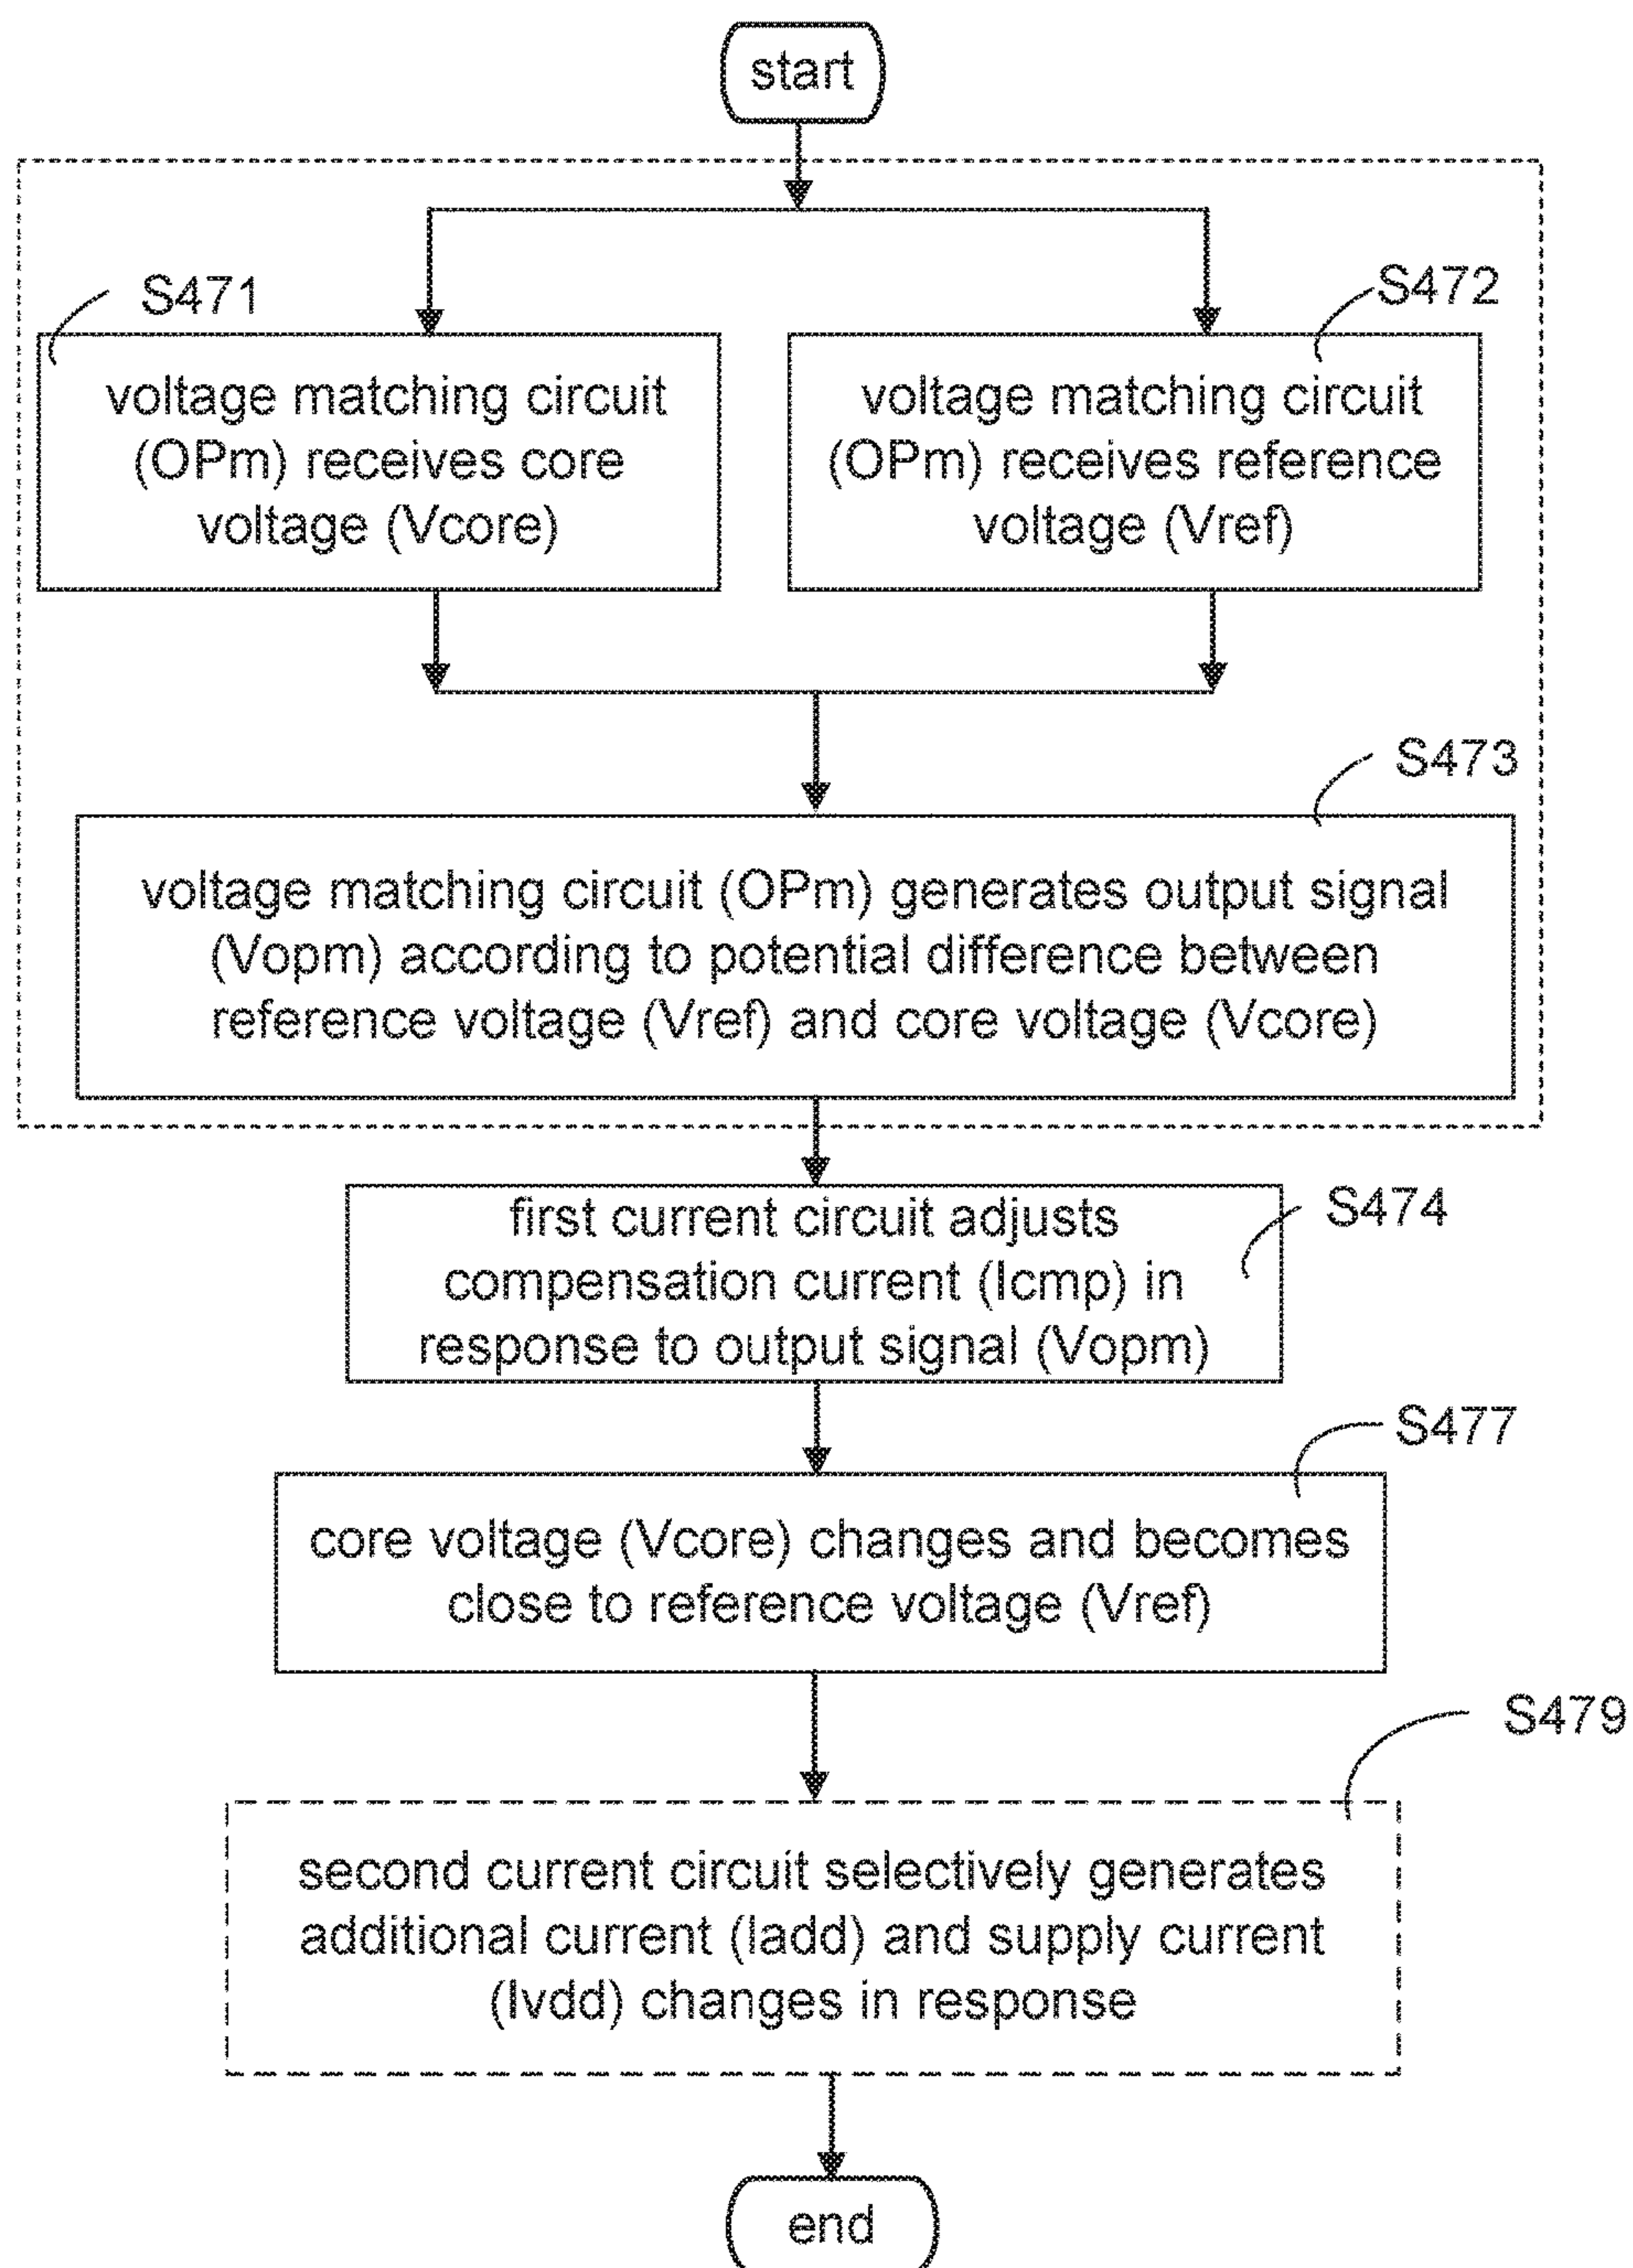 start
S471
S472
voltage matching circuit
(OPm) receives core
voltage (Vcore)
voltage matching circuit
(OPm) receives reference
voltage (Vref)
S473
voltage matching circuit (OPm) generates output signal
(Vopm) according to potential difference between
reference voltage (Vref) and core voltage (Vcore)
S474
first current circuit adjusts
compensation current (Icmp) in
response to output signal (Vopm)
S477
core voltage (Vcore) changes and becomes
close to reference voltage (Vref)
S479
second current circuit selectively generates
additional current (Iadd) and supply current
(Ivdd) changes in response
end